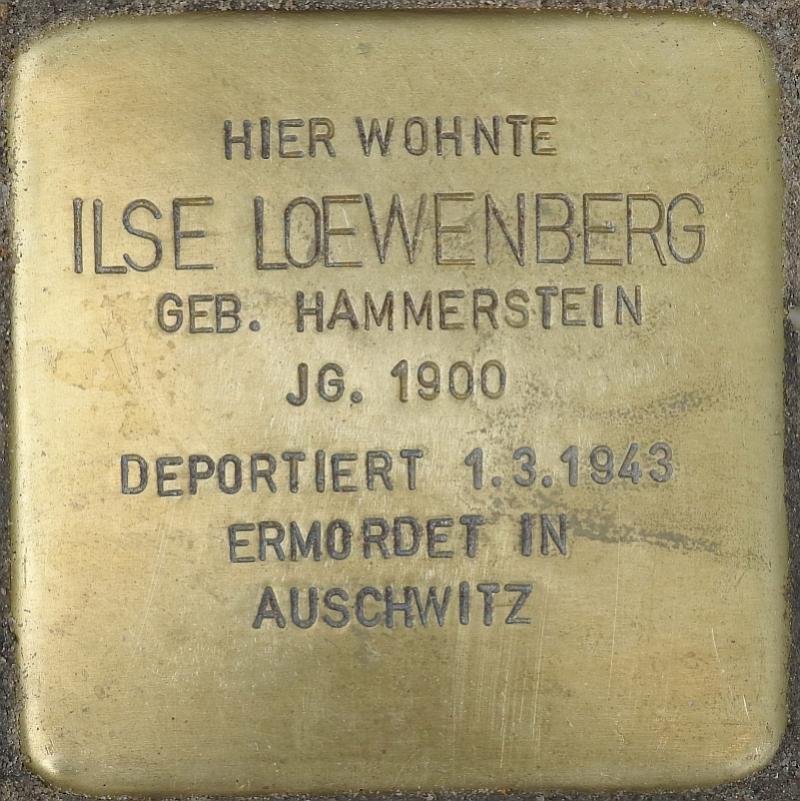 HIER WOHNTE
ILSE LOEWENBERG
GEB. HAMMERSTEIN
JG. 1900
DEPORTIERT 1.3.1943
ERMORDET IN
AUSCHWITZ